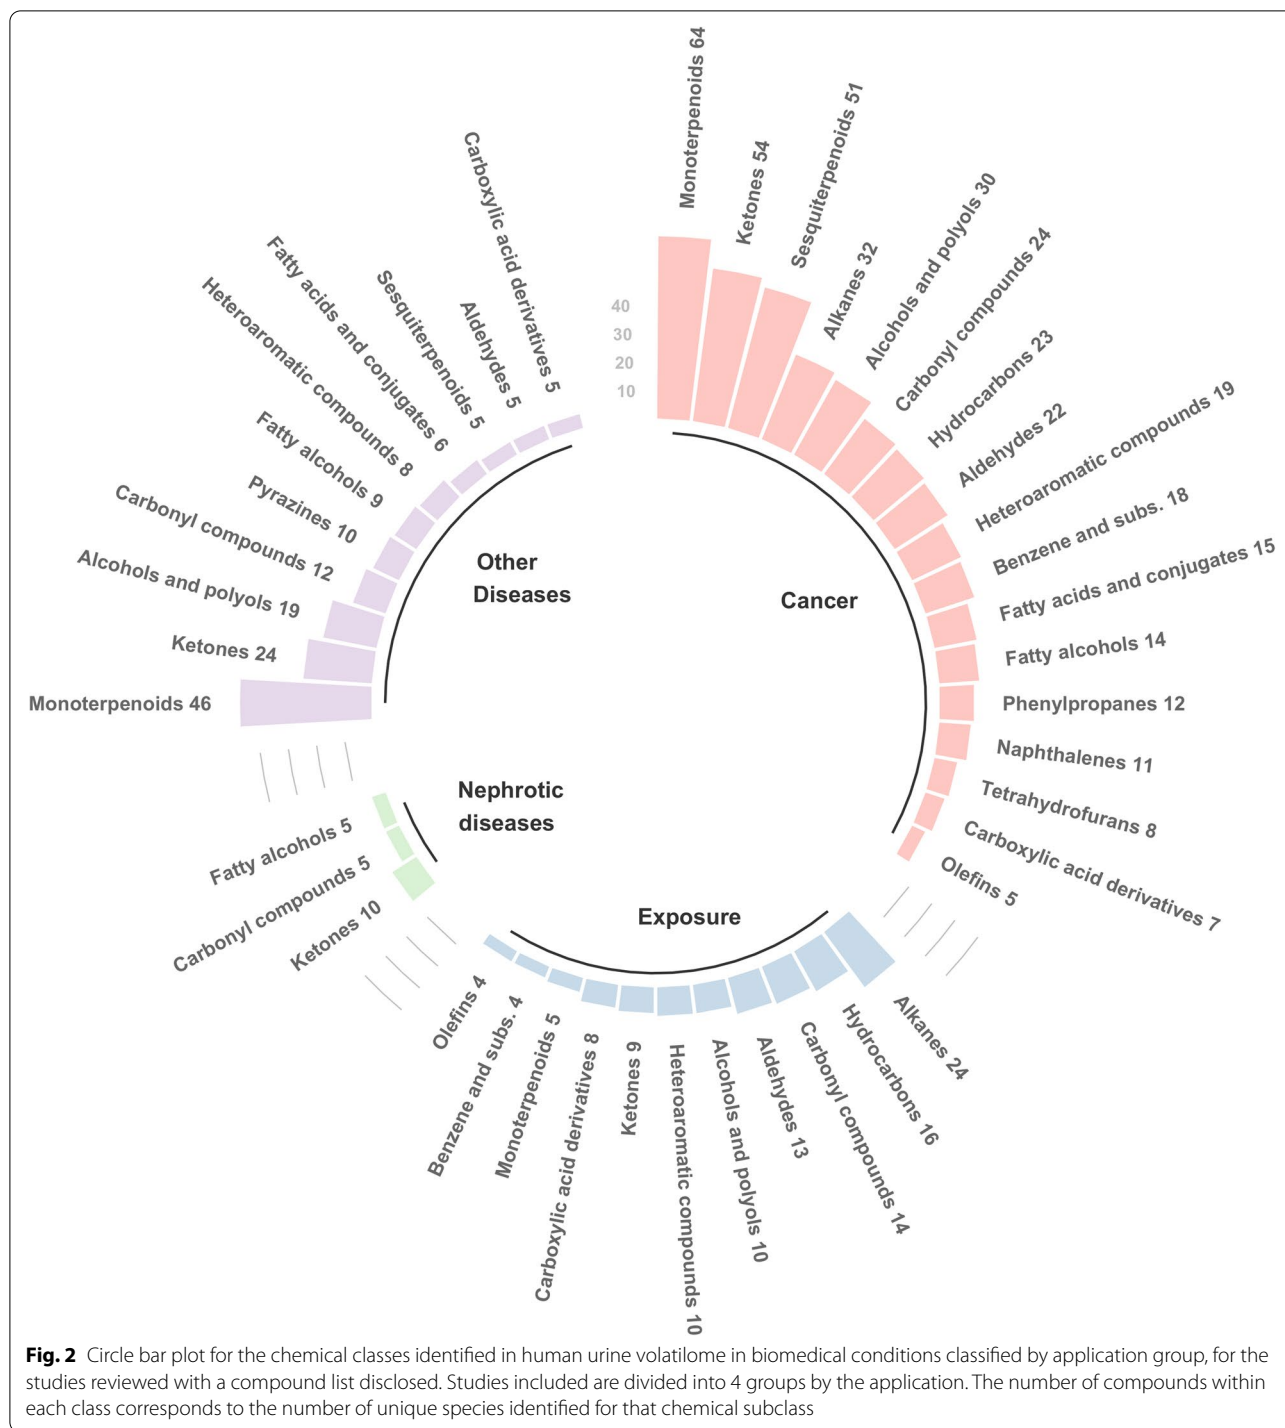 Monoterpenoids 64
Ketones 54
Sesquiterpenoids 51
Alkanes 32
Alcohols and polyols 30
Carbonyl compounds 24
Hydrocarbons 23
Aldehydes 22
Heteroaromatic compounds 19
Benzene and subs. 18
Fatty acids and conjugates 15
Fatty alcohols 14
Phenylpropanes 12
Naphthalenes 11
Tetrahydrofurans 8
Carboxylic acid derivatives 7
Olefins 5
Cancer
Alkanes 24
Hydrocarbons 16
Carbonyl compounds 14
Aldehydes 13
Alcohols and polyols 10
Heteroaromatic compounds 10
Ketones 9
Carboxylic acid derivatives 8
Monoterpenoids 5
Benzene and subs. 4
Olefins 4
Exposure
Ketones 10
Carbonyl compounds 5
Fatty alcohols 5
Nephrotic
diseases
Monoterpenoids 46
Ketones 24
Alcohols and polyols 19
Carbonyl compounds 12
Pyrazines 10
Fatty alcohols 9
Heteroaromatic compounds 8
Fatty acids and conjugates 6
Sesquiterpenoids 5
Aldehydes 5
Carboxylic acid derivatives 5
Other
Diseases
40
30
20
10
Fig. 2 Circle bar plot for the chemical classes identified in human urine volatilome in biomedical conditions classified by application group, for the
studies reviewed with a compound list disclosed. Studies included are divided into 4 groups by the application. The number of compounds within
each class corresponds to the number of unique species identified for that chemical subclass